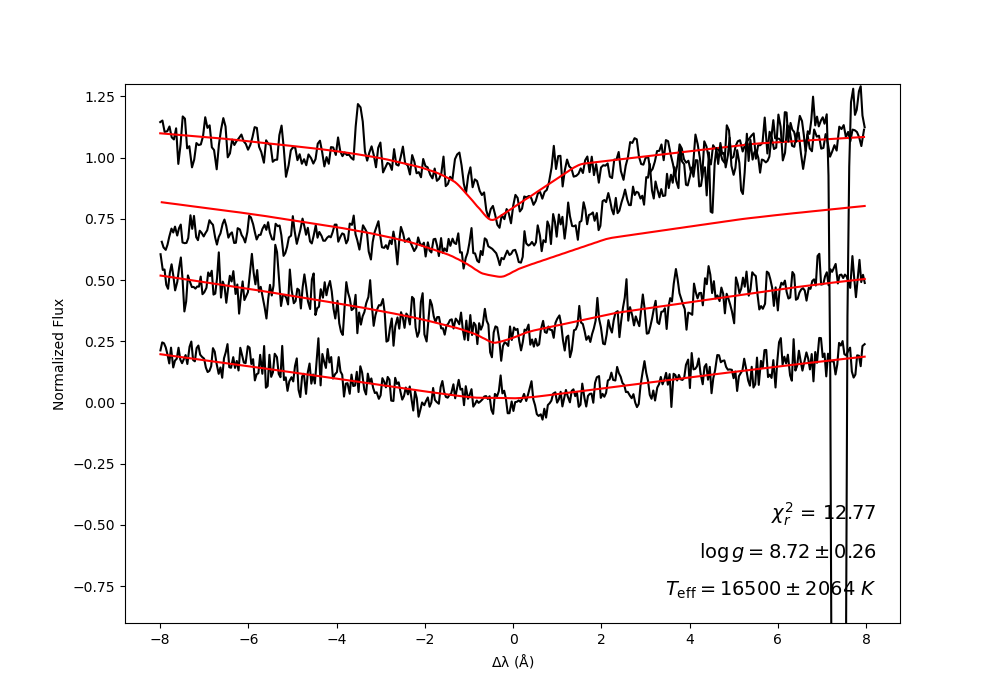 Normalized Flux
1.25
1.00
0.75
0.50
0.25
0.00
−0.25
−0.50
−0.75
χ²ᵣ = 12.77
log g = 8.72 ± 0.26
T_eff = 16500 ± 2064 K
−8 −6 −4 −2 0 2 4 6 8
Δλ (Å)